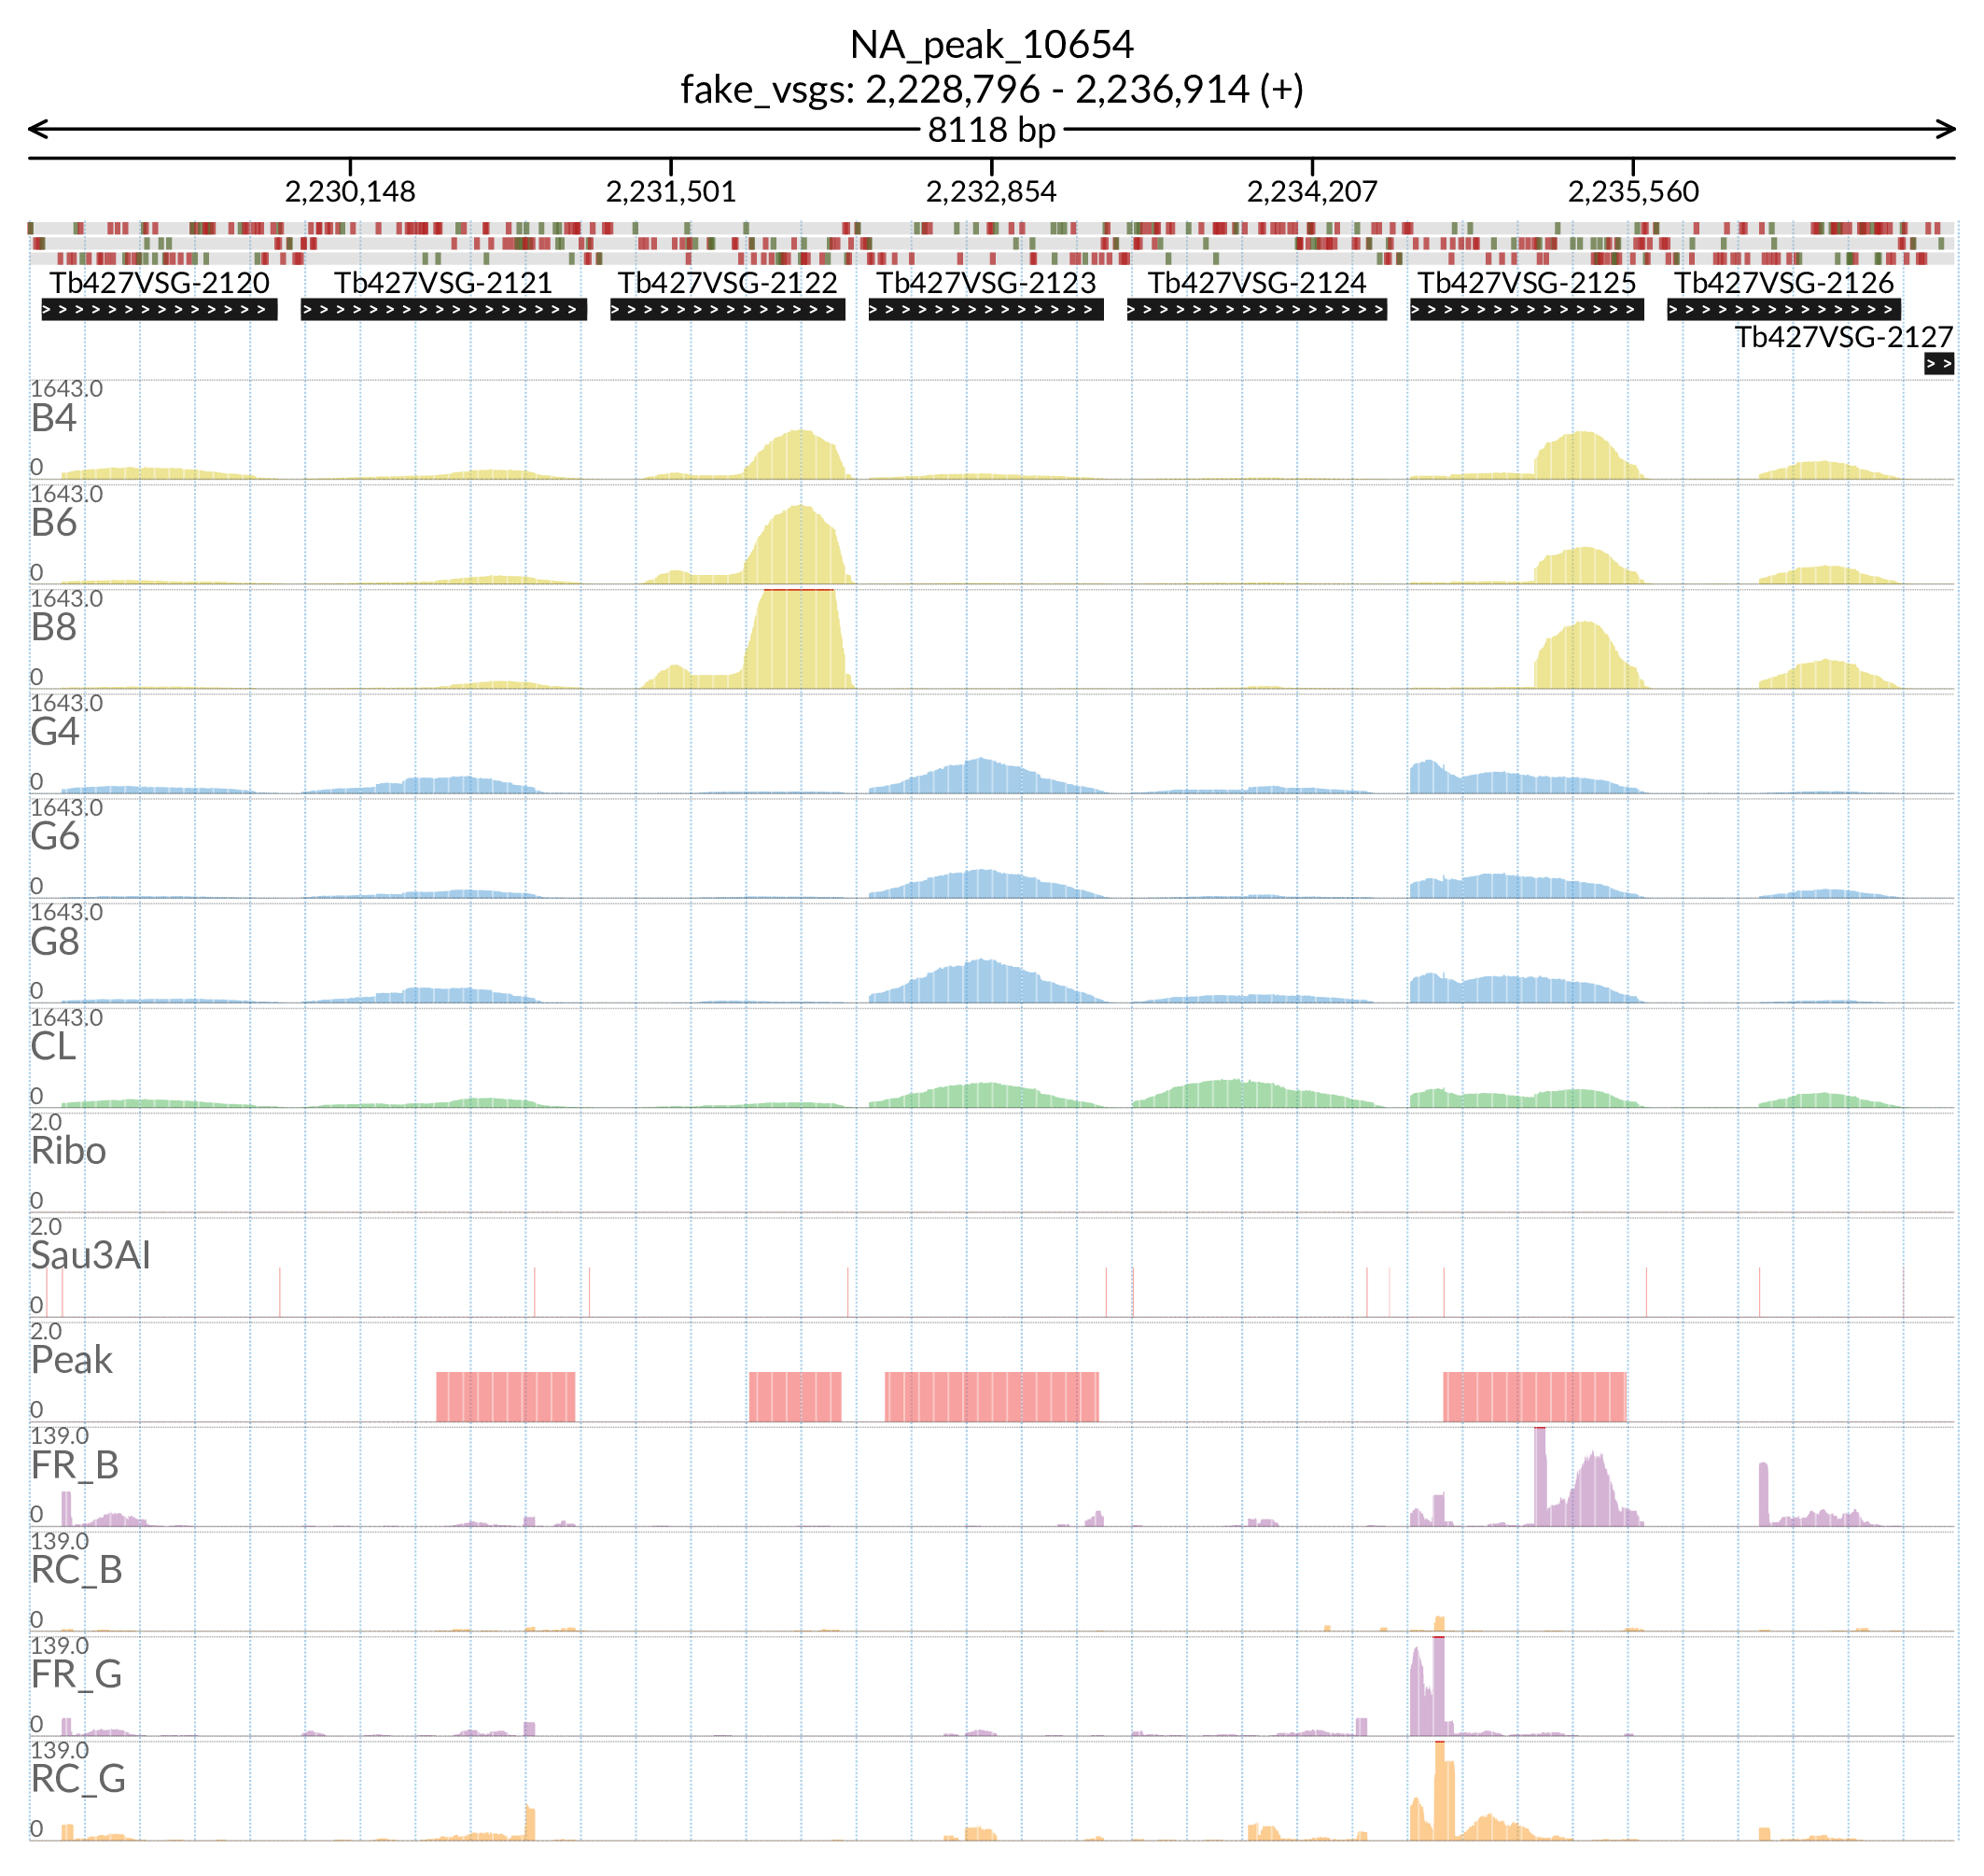 NA_peak_10654
fake_vsgs: 2,228,796 - 2,236,914 (+)
8118 bp
2,230,148 2,231,501 2,232,854 2,234,207 2,235,560
Tb427VSG-2120 Tb427VSG-2121 Tb427VSG-2122 Tb427VSG-2123 Tb427VSG-2124 Tb427VSG-2125 Tb427VSG-2126
Tb427VSG-2127
1643.0
B4
0
1643.0
B6
0
1643.0
B8
0
1643.0
G4
0
1643.0
G6
0
1643.0
G8
0
1643.0
CL
0
2.0
Ribo
0
2.0
Sau3AI
0
2.0
Peak
0
139.0
FR_B
0
139.0
RC_B
0
139.0
FR_G
0
139.0
RC_G
0